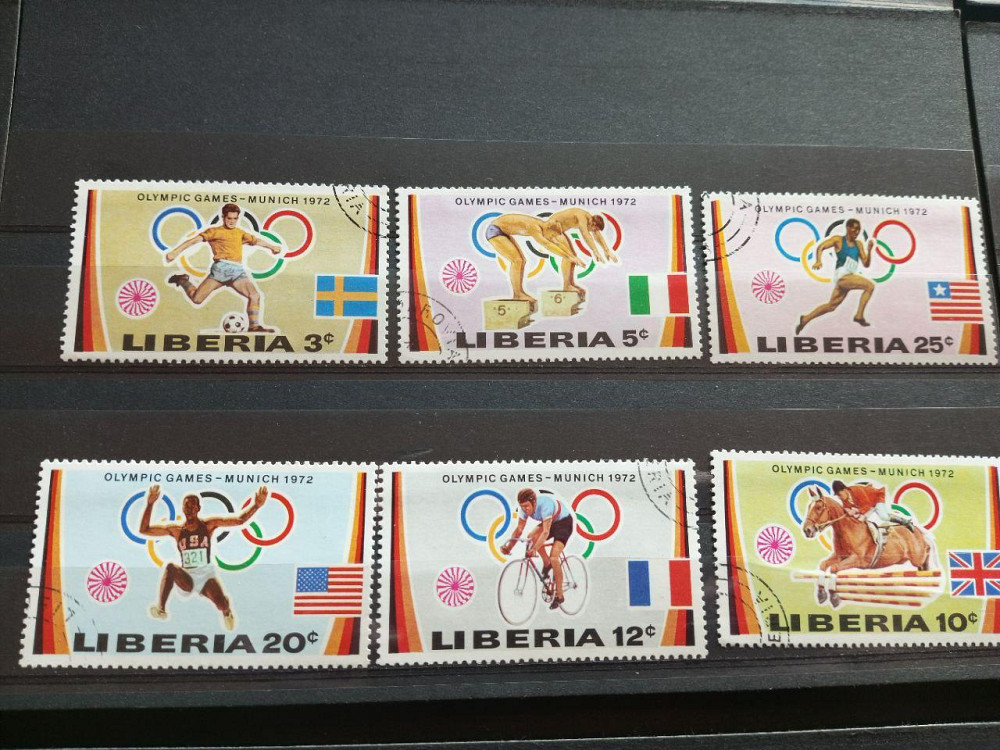 OLYMPIC GAMES–MUNICH 1972
LIBERIA 3¢
OLYMPIC GAMES–MUNICH 1972
5
6
LIBERIA 5¢
OLYMPIC GAMES–MUNICH 1972
LIBERIA 25¢
OLYMPIC GAMES–MUNICH 1972
USA
321
LIBERIA 20¢
OLYMPIC GAMES–MUNICH 1972
LIBERIA 12¢
OLYMPIC GAMES–MUNICH 1972
LIBERIA 10¢